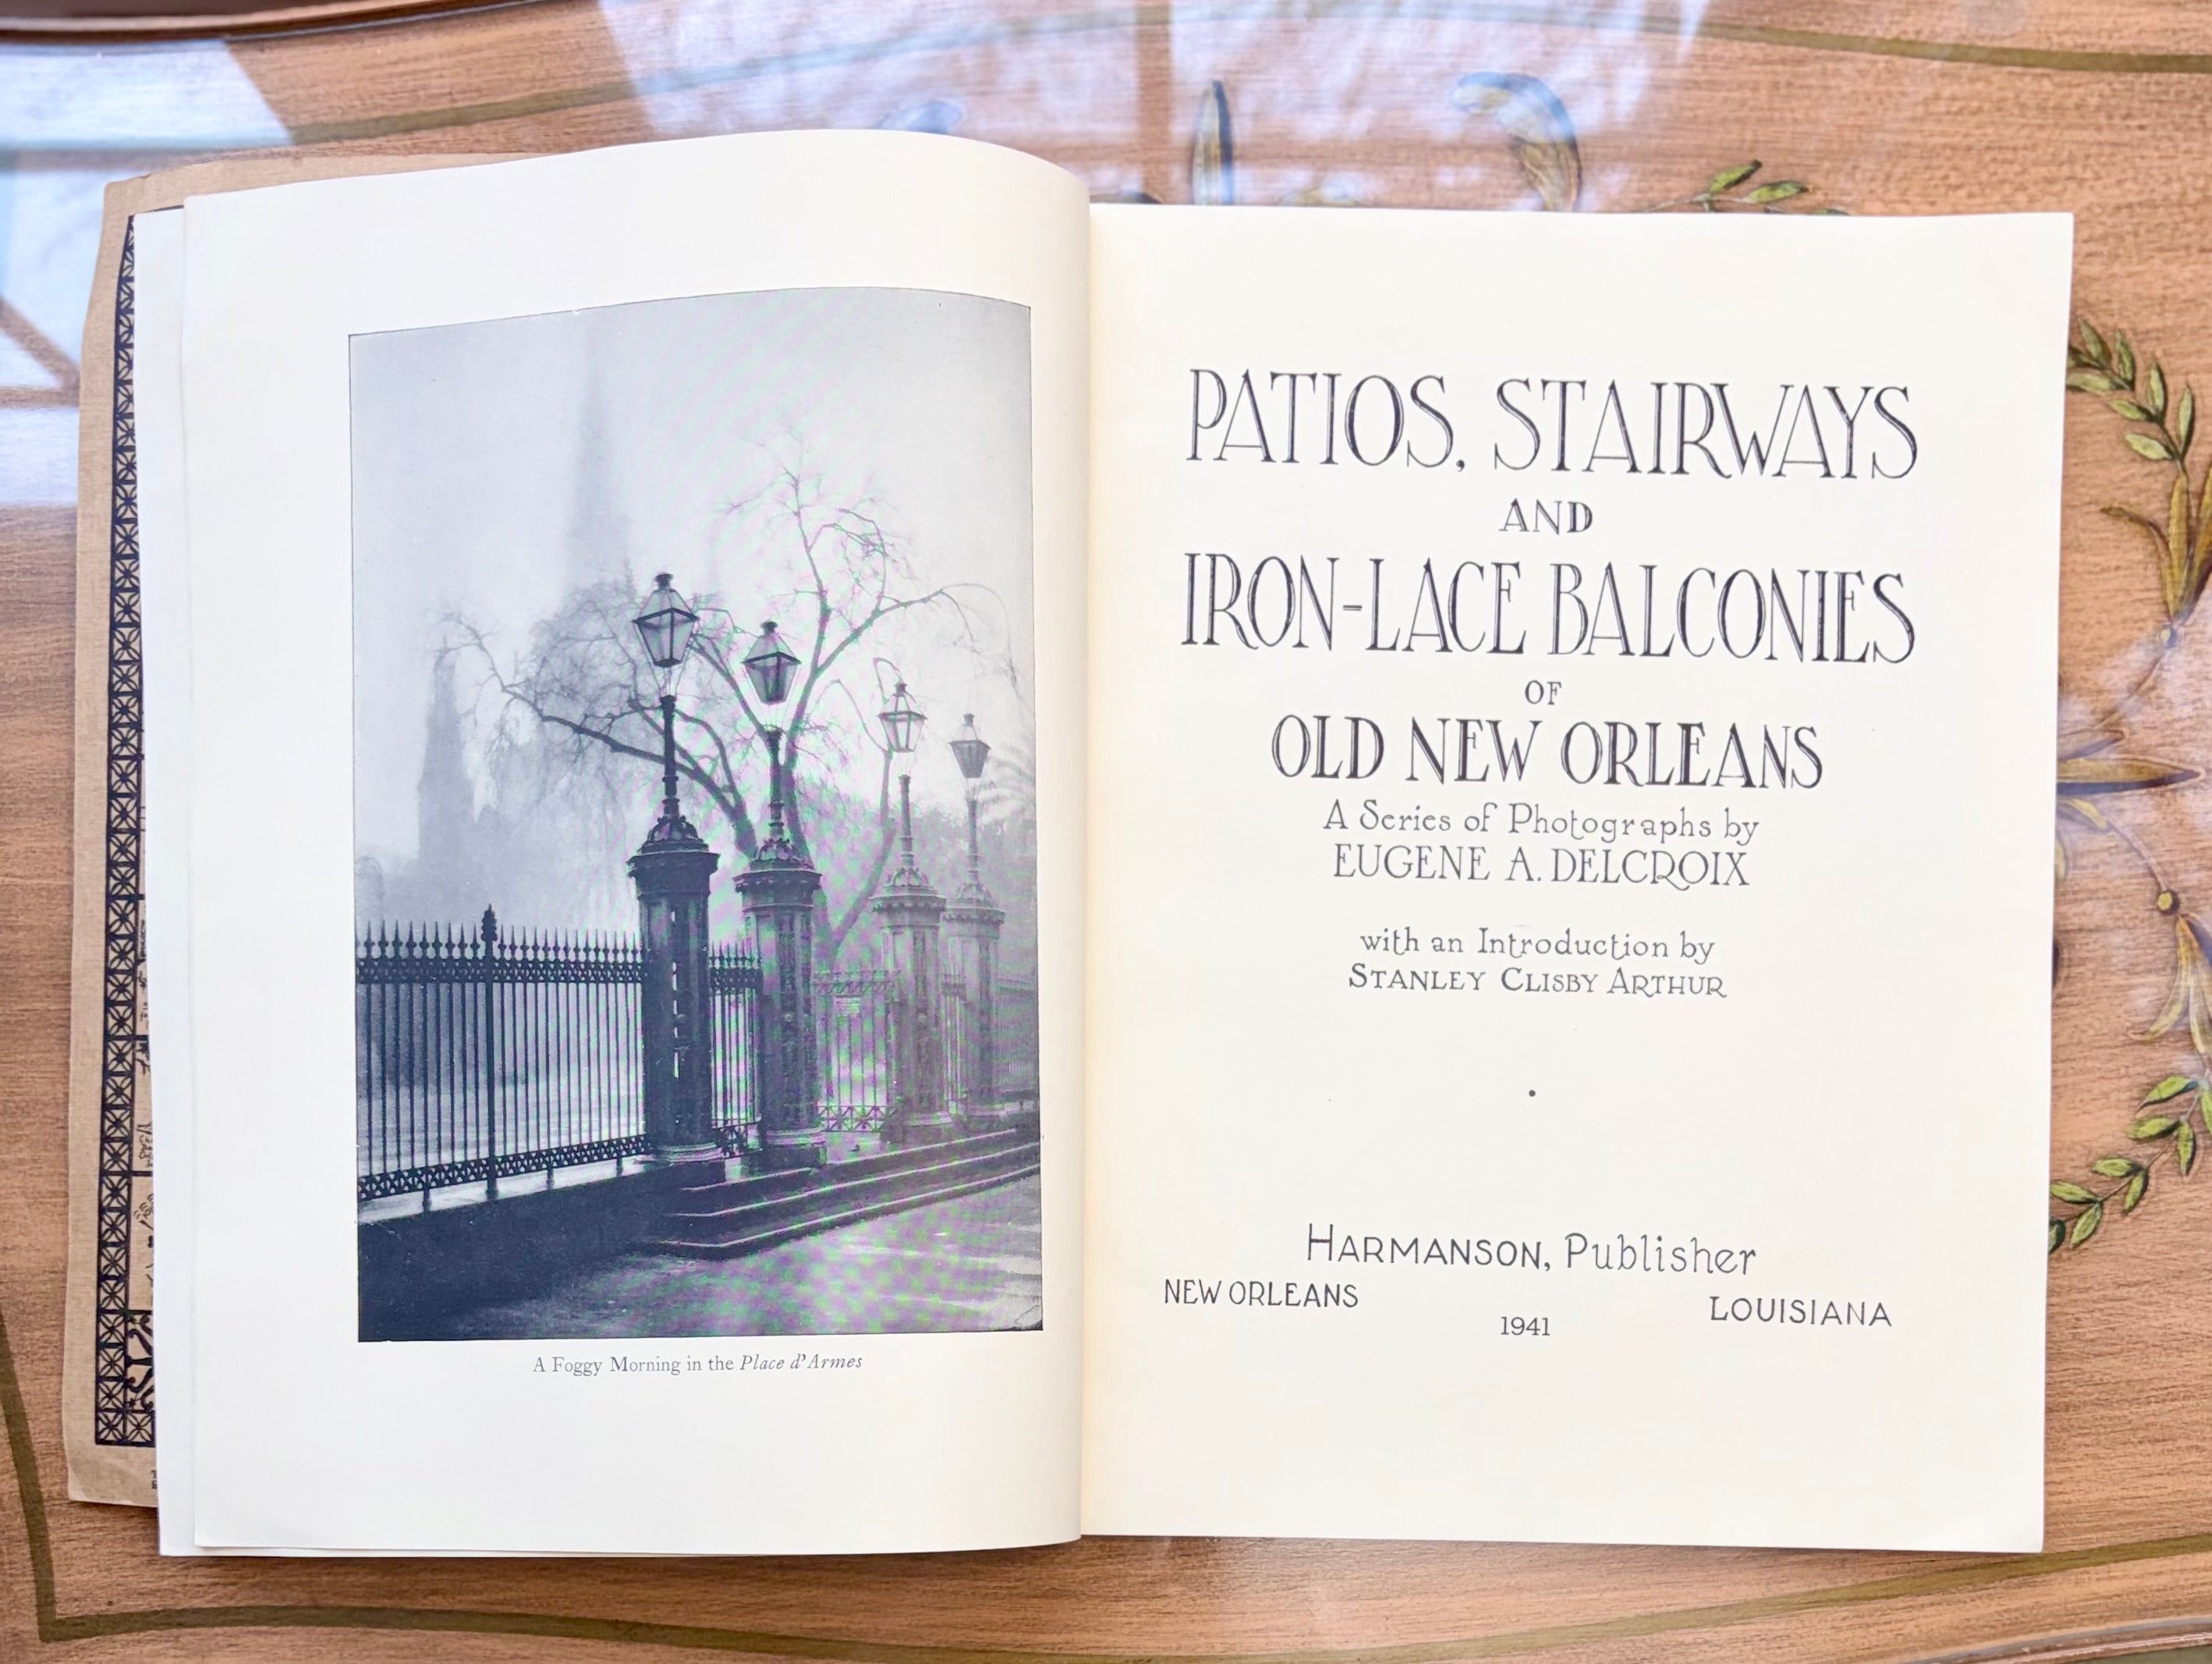 A Foggy Morning in the Place d'Armes
PATIOS, STAIRWAYS
AND
IRON-LACE BALCONIES
OF
OLD NEW ORLEANS
A Series of Photographs by
EUGENE A. DELCROIX
with an Introduction by
STANLEY CLISBY ARTHUR
HARMANSON, Publisher
NEW ORLEANS
LOUISIANA
1941